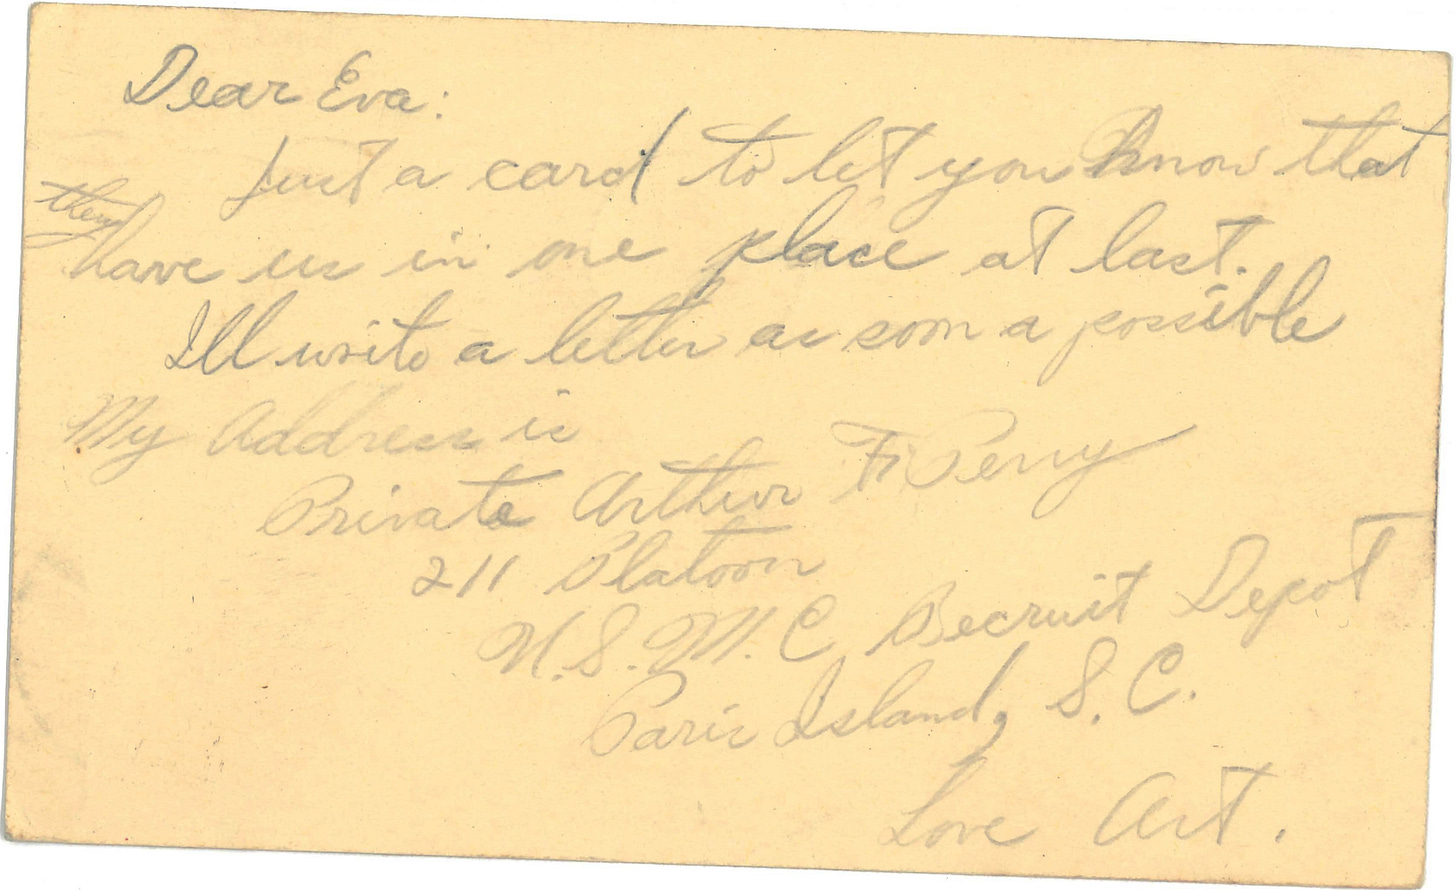 Dear Eva:
Just a card to let you know that
they have us in one place at last.
Ill write a letter as soon a possible
My Address is
Private Arthur F. Perry
211 Platoon
U.S.M.C Recruit Depot
Paris Island, S.C.
Love Art.